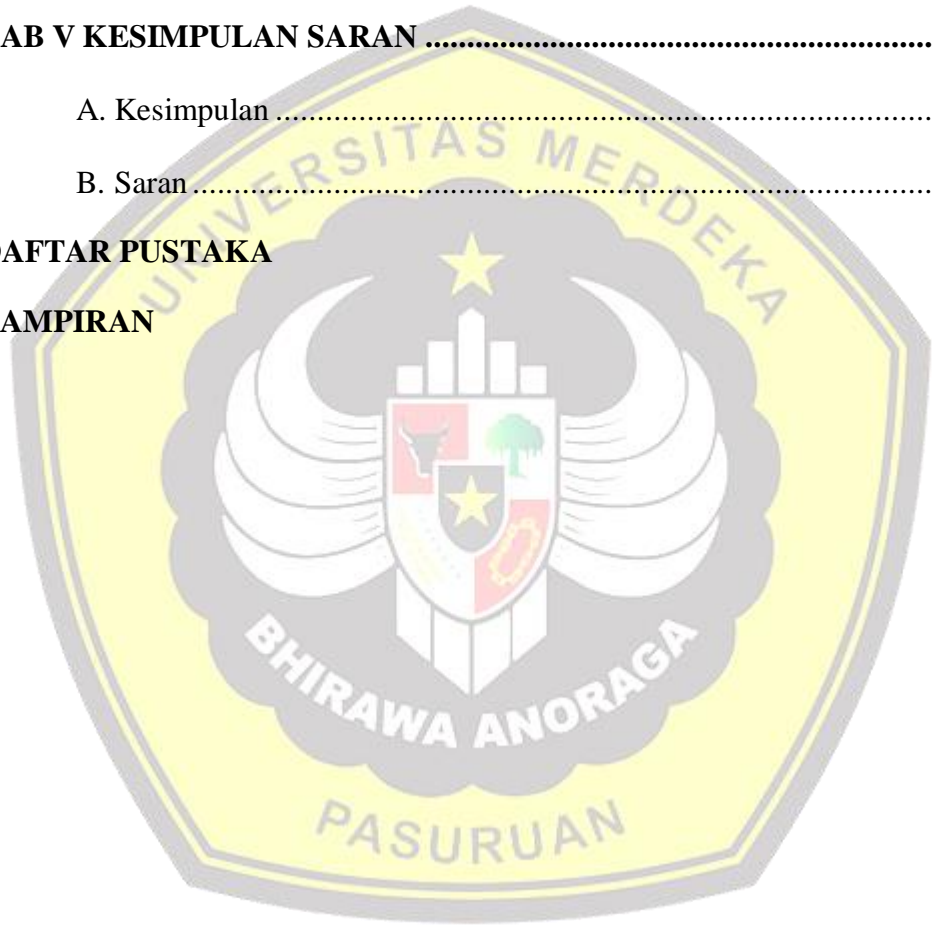 AB V KESIMPULAN SARAN ..............................................................
A. Kesimpulan ................................................................................
B. Saran ..........................................................................................
AFTAR PUSTAKA
AMPIRAN
UNIVERSITAS MERDEKA
BHIRAWA ANORAGA
PASURUAN